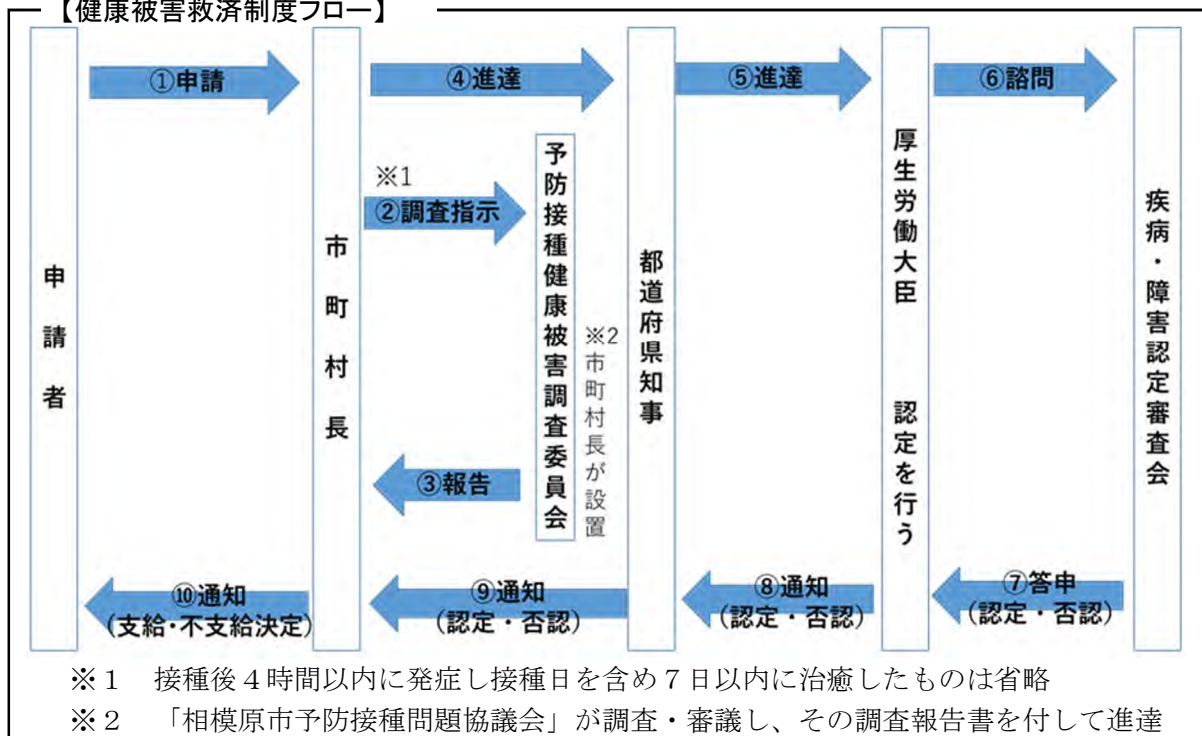 【健康被害救済制度フロー】
①申請
④進達
⑤進達
⑥諮問
※1
②調査指示
申請者
市町村長
予防接種健康被害調査委員会
※2市町村長が設置
都道府県知事
厚生労働大臣 認定を行う
疾病・障害認定審査会
③報告
⑩通知
(支給・不支給決定)
⑨通知
(認定・否認)
⑧通知
(認定・否認)
⑦答申
(認定・否認)
※１ 接種後４時間以内に発症し接種日を含め７日以内に治癒したものは省略
※２ 「相模原市予防接種問題協議会」が調査・審議し、その調査報告書を付して進達